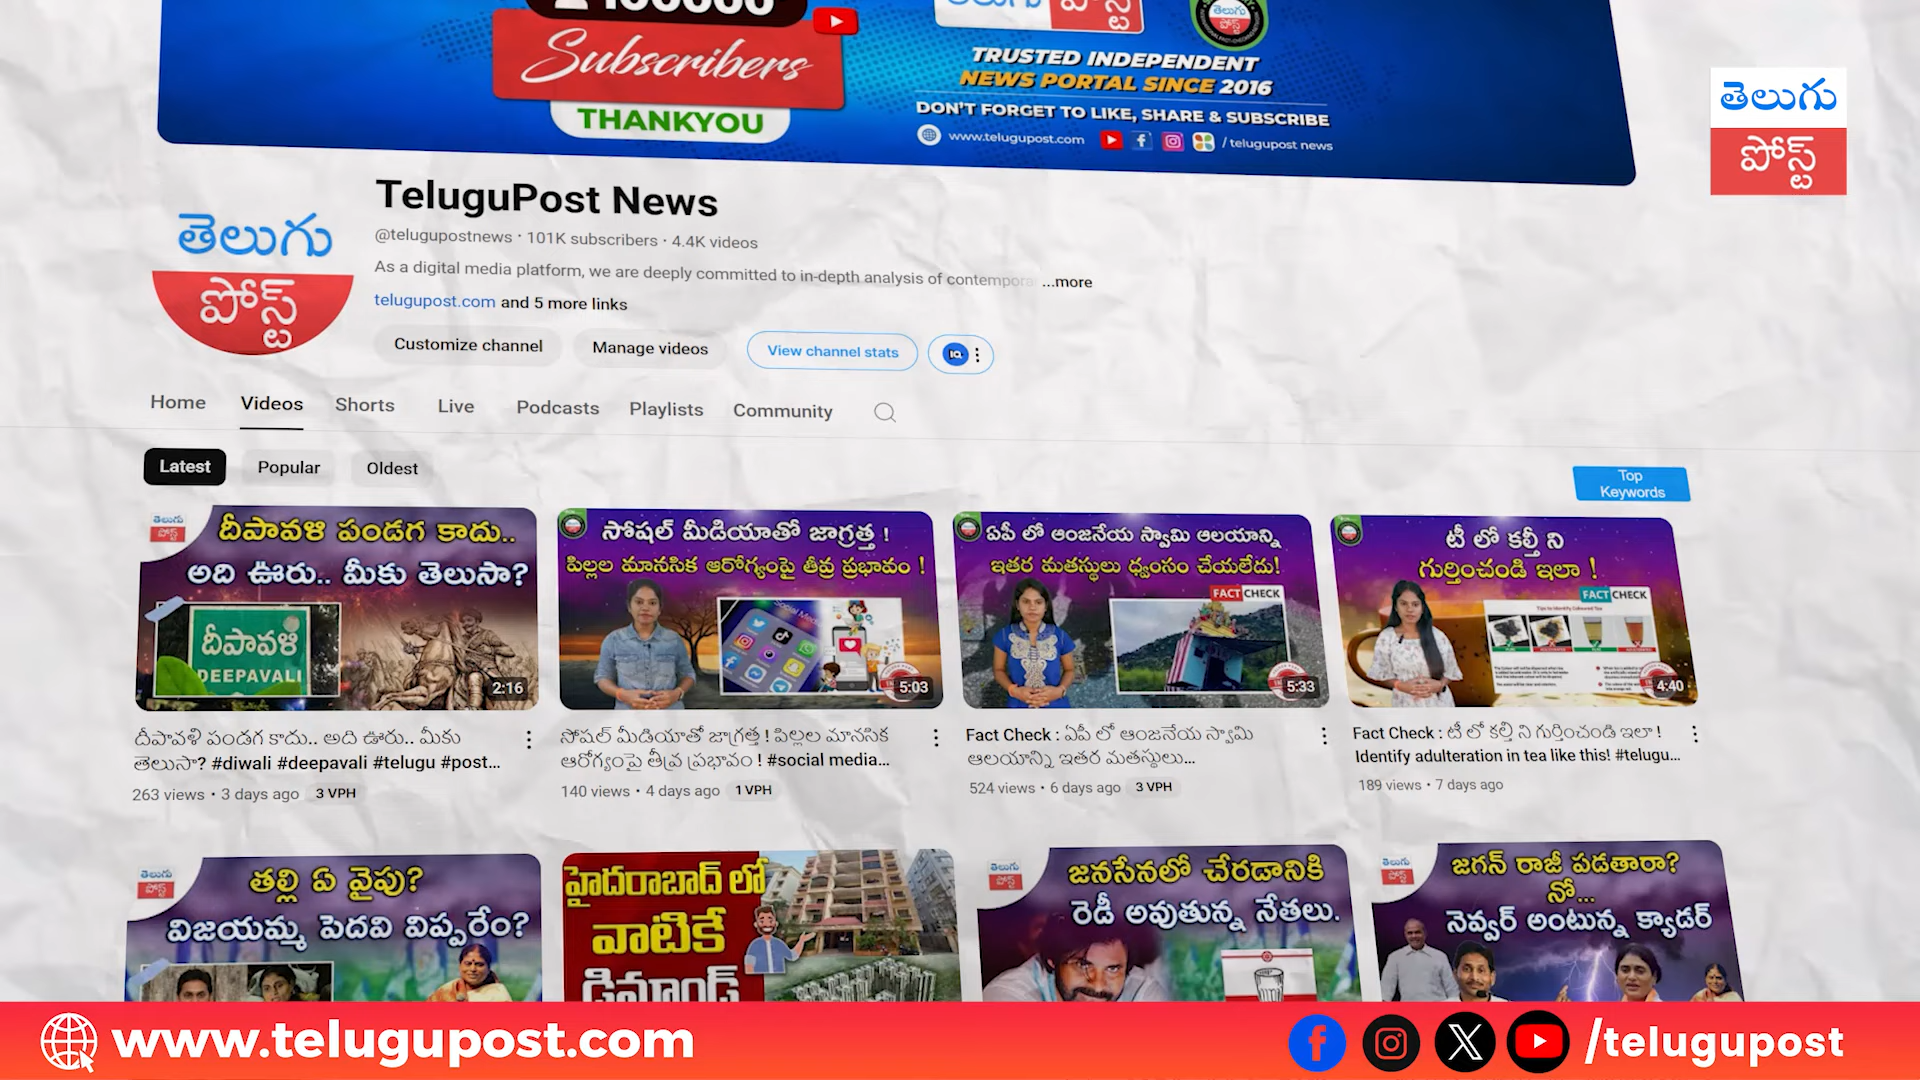 100000
Subscribers
THANKYOU
తెలుగు పోస్ట్
TRUSTED INDEPENDENT
NEWS PORTAL SINCE 2016
DON'T FORGET TO LIKE, SHARE & SUBSCRIBE
www.telugupost.com / telugupost news
తెలుగు
పోస్ట్
TeluguPost News
@telugupostnews • 101K subscribers • 4.4K videos
As a digital media platform, we are deeply committed to in-depth analysis of contempora ...more
telugupost.com and 5 more links
తెలుగు
పోస్ట్
Customize channel Manage videos View channel stats
Home Videos Shorts Live Podcasts Playlists Community
Latest Popular Oldest
Top
Keywords
తెలుగు
పోస్ట్
దీపావళి పండగ కాదు..
అది ఊరు.. మీకు తెలుసా?
దీపావళి
DEEPAVALI
2:16
సోషల్ మీడియాతో జాగ్రత్త !
పిల్లల మానసిక ఆరోగ్యంపై తీవ్ర ప్రభావం !
Social Media
5:03
ఏపీ లో ఆంజనేయ స్వామి ఆలయాన్ని
ఇతర మతస్థులు ధ్వంసం చేయలేదు!
FACT CHECK
5:33
టీ లో కల్తీ ని
గుర్తించండి ఇలా !
FACT CHECK
Tips to Identify Coloured Tea
4:40
దీపావళి పండగ కాదు.. అది ఊరు.. మీకు
తెలుసా? #diwali #deepavali #telugu #post...
263 views • 3 days ago 3 VPH
సోషల్ మీడియాతో జాగ్రత్త ! పిల్లల మానసిక
ఆరోగ్యంపై తీవ్ర ప్రభావం ! #social media...
140 views • 4 days ago 1 VPH
Fact Check : ఏపీ లో ఆంజనేయ స్వామి
ఆలయాన్ని ఇతర మతస్థులు...
524 views • 6 days ago 3 VPH
Fact Check : టీ లో కల్తీ ని గుర్తించండి ఇలా !
Identify adulteration in tea like this! #telugu...
189 views • 7 days ago
తెలుగు
పోస్ట్
తల్లి ఏ వైపు?
విజయమ్మ పెదవి విప్పరేం?
హైదరాబాద్ లో
వాటికే
డిమాండ్
తెలుగు
పోస్ట్
జనసేనలో చేరడానికి
రెడీ అవుతున్న నేతలు.
తెలుగు
పోస్ట్
జగన్ రాజీ పడతారా?
నో...
నెవ్వర్ అంటున్న క్యాడర్
www.telugupost.com
/telugupost